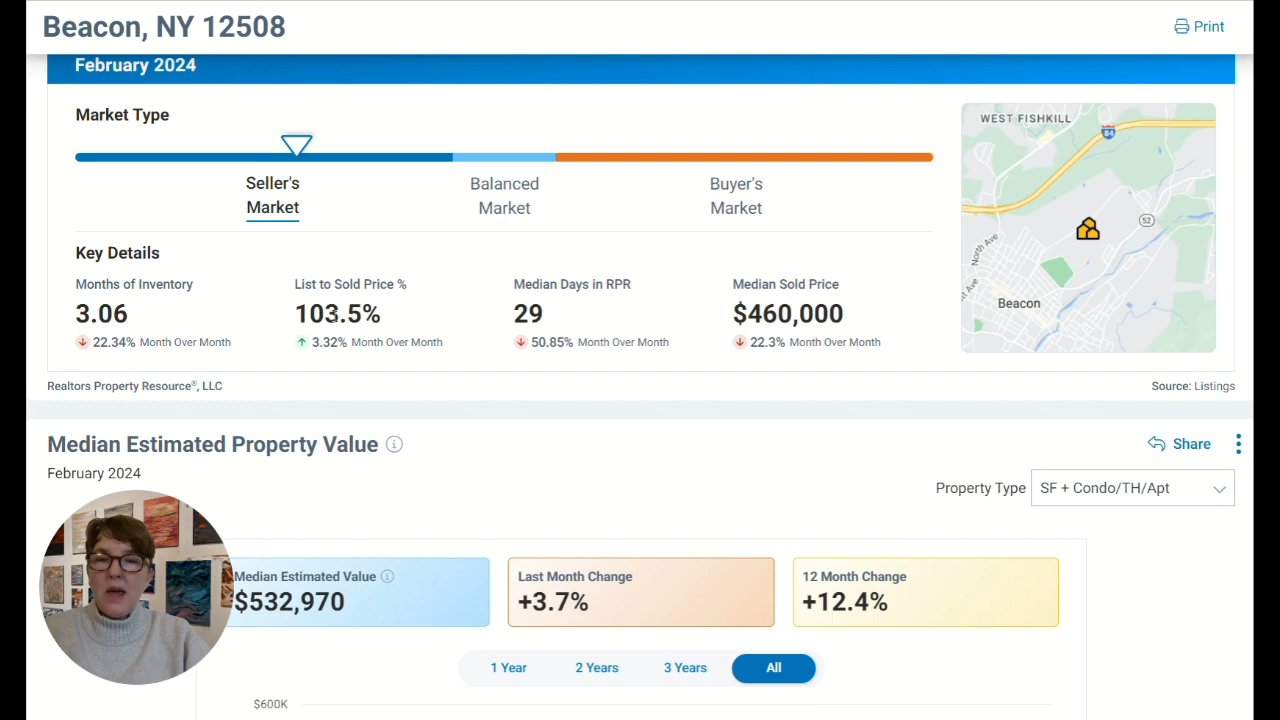 Beacon, NY 12508
Print
February 2024
Market Type
Seller's
Market
Balanced
Market
Buyer's
Market
Key Details
Months of Inventory
3.06
22.34% Month Over Month
List to Sold Price %
103.5%
3.32% Month Over Month
Median Days in RPR
29
50.85% Month Over Month
Median Sold Price
$460,000
22.3% Month Over Month
WEST FISHKILL
84
52
North Ave
t Ave
Beacon
Realtors Property Resource®, LLC
Source: Listings
Median Estimated Property Value
Share
February 2024
Property Type SF + Condo/TH/Apt
Median Estimated Value
$532,970
Last Month Change
+3.7%
12 Month Change
+12.4%
1 Year 2 Years 3 Years All
$600K